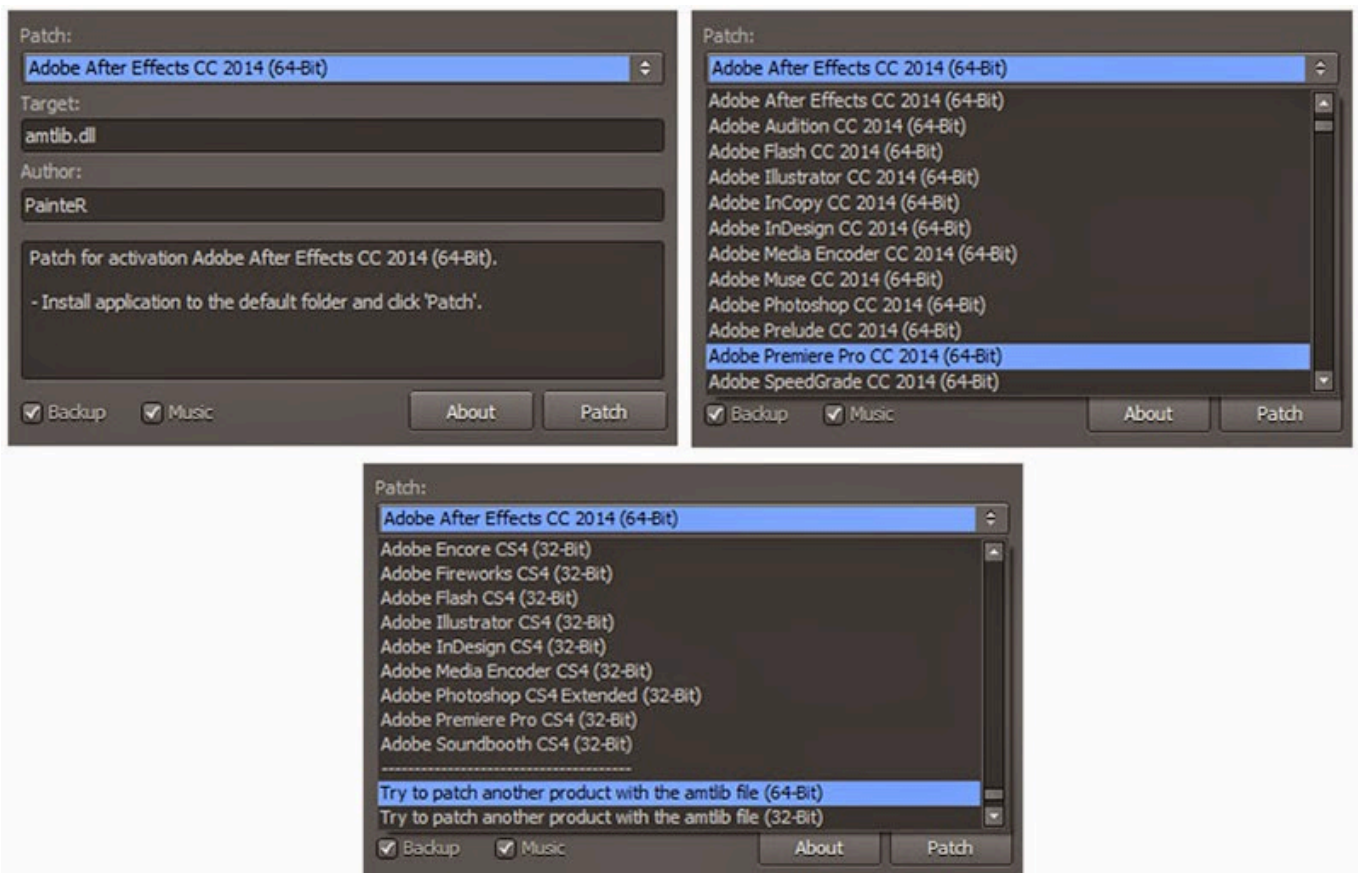 Patch:
Adobe After Effects CC 2014 (64-Bit)
Target:
amtlib.dll
Author:
PainteR
Patch for activation Adobe After Effects CC 2014 (64-Bit).
- Install application to the default folder and click 'Patch'.
Backup Music About Patch
Patch:
Adobe After Effects CC 2014 (64-Bit)
Adobe After Effects CC 2014 (64-Bit)
Adobe Audition CC 2014 (64-Bit)
Adobe Flash CC 2014 (64-Bit)
Adobe Illustrator CC 2014 (64-Bit)
Adobe InCopy CC 2014 (64-Bit)
Adobe InDesign CC 2014 (64-Bit)
Adobe Media Encoder CC 2014 (64-Bit)
Adobe Muse CC 2014 (64-Bit)
Adobe Photoshop CC 2014 (64-Bit)
Adobe Prelude CC 2014 (64-Bit)
Adobe Premiere Pro CC 2014 (64-Bit)
Adobe SpeedGrade CC 2014 (64-Bit)
Backup Music About Patch
Patch:
Adobe After Effects CC 2014 (64-Bit)
Adobe Encore CS4 (32-Bit)
Adobe Fireworks CS4 (32-Bit)
Adobe Flash CS4 (32-Bit)
Adobe Illustrator CS4 (32-Bit)
Adobe InDesign CS4 (32-Bit)
Adobe Media Encoder CS4 (32-Bit)
Adobe Photoshop CS4 Extended (32-Bit)
Adobe Premiere Pro CS4 (32-Bit)
Adobe Soundbooth CS4 (32-Bit)
------------------------------------
Try to patch another product with the amtlib file (64-Bit)
Try to patch another product with the amtlib file (32-Bit)
Backup Music About Patch